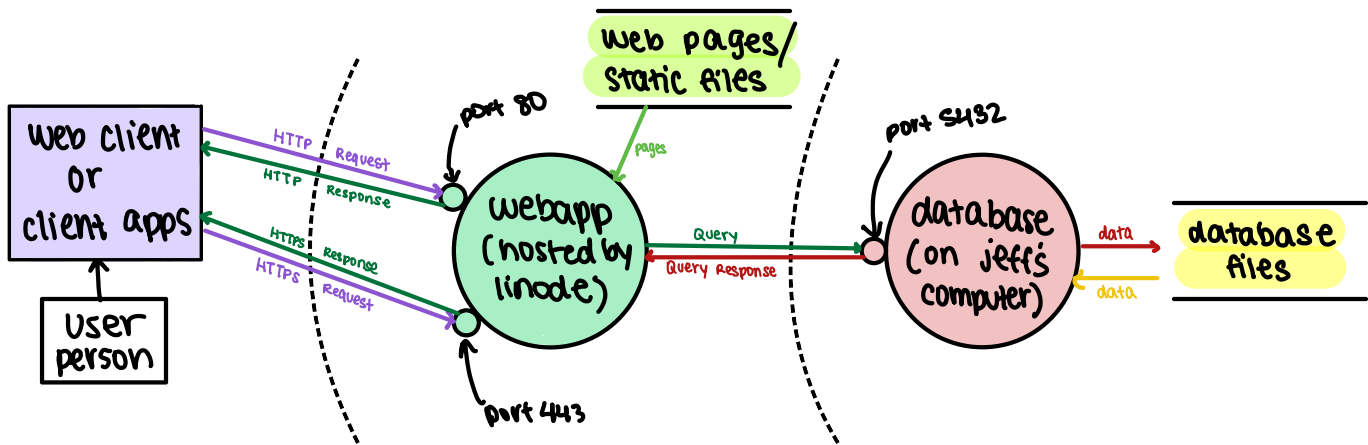 web pages/
static files
port 80
port 5432
web client
or
client apps
HTTP Request
HTTP Response
HTTPs Response
HTTPs Request
pages
webapp
(hosted by
linode)
Query
Query Response
database
(on jeff's
computer)
data
data
database
files
user
person
port 443